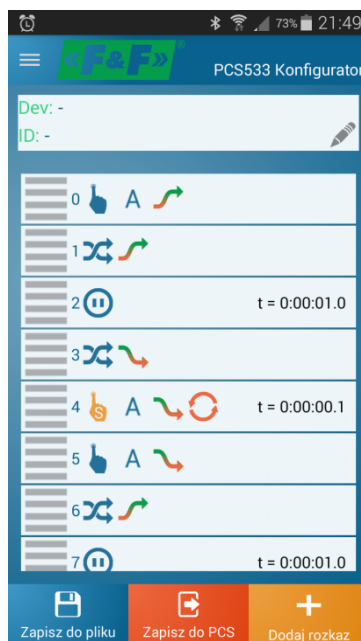 73% 21:49
«F&F»®
PCS533 Konfigurator
Dev: -
ID: -
0 A
1
2 t = 0:00:01.0
3
4 S A t = 0:00:00.1
5 A
6
7 t = 0:00:01.0
Zapisz do pliku Zapisz do PCS Dodaj rozkaz